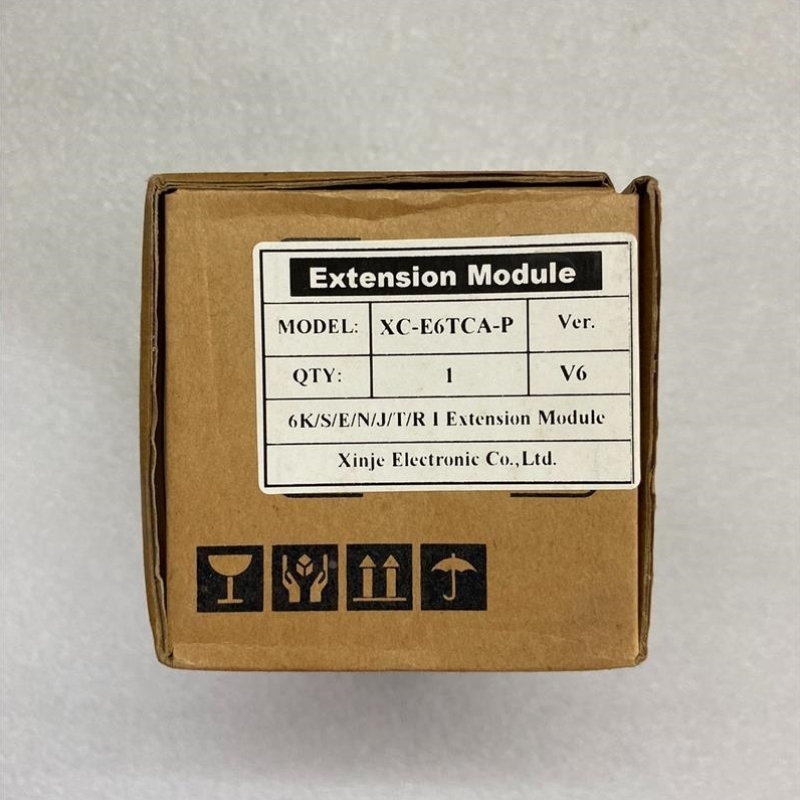 Extension Module
MODEL: XC-E6TCA-P Ver.
QTY: 1 V6
6K/S/E/N/J/T/R I Extension Module
Xinje Electronic Co.,Ltd.